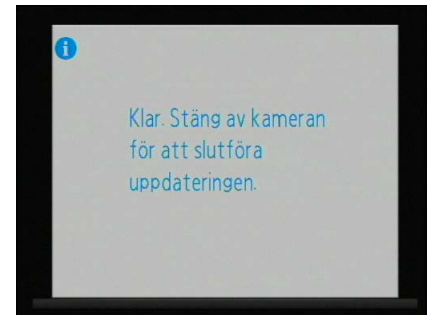 Klar. Stäng av kameran
för att slutföra
uppdateringen.